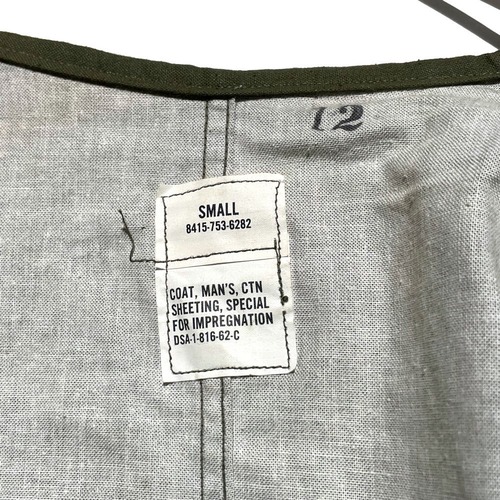 12
SMALL
8415-753-6282
COAT, MAN'S, CTN
SHEETING, SPECIAL
FOR IMPREGNATION
DSA-1-816-62-C